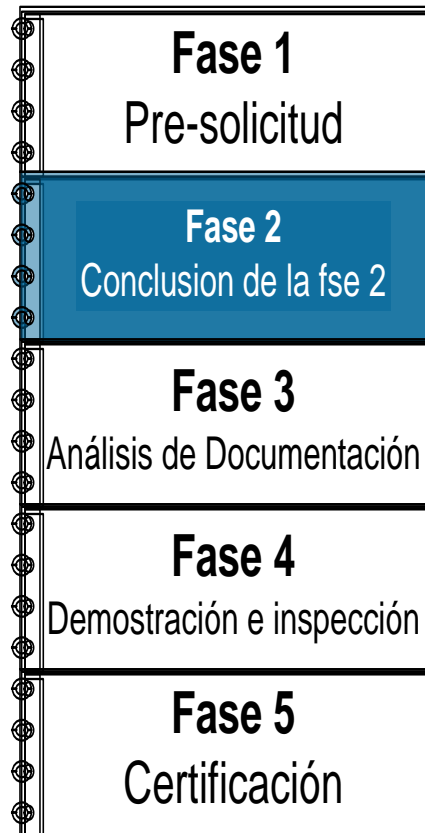 Fase 1
Pre-solicitud
Fase 2
Conclusion de la fse 2
Fase 3
Análisis de Documentación
Fase 4
Demostración e inspección
Fase 5
Certificación